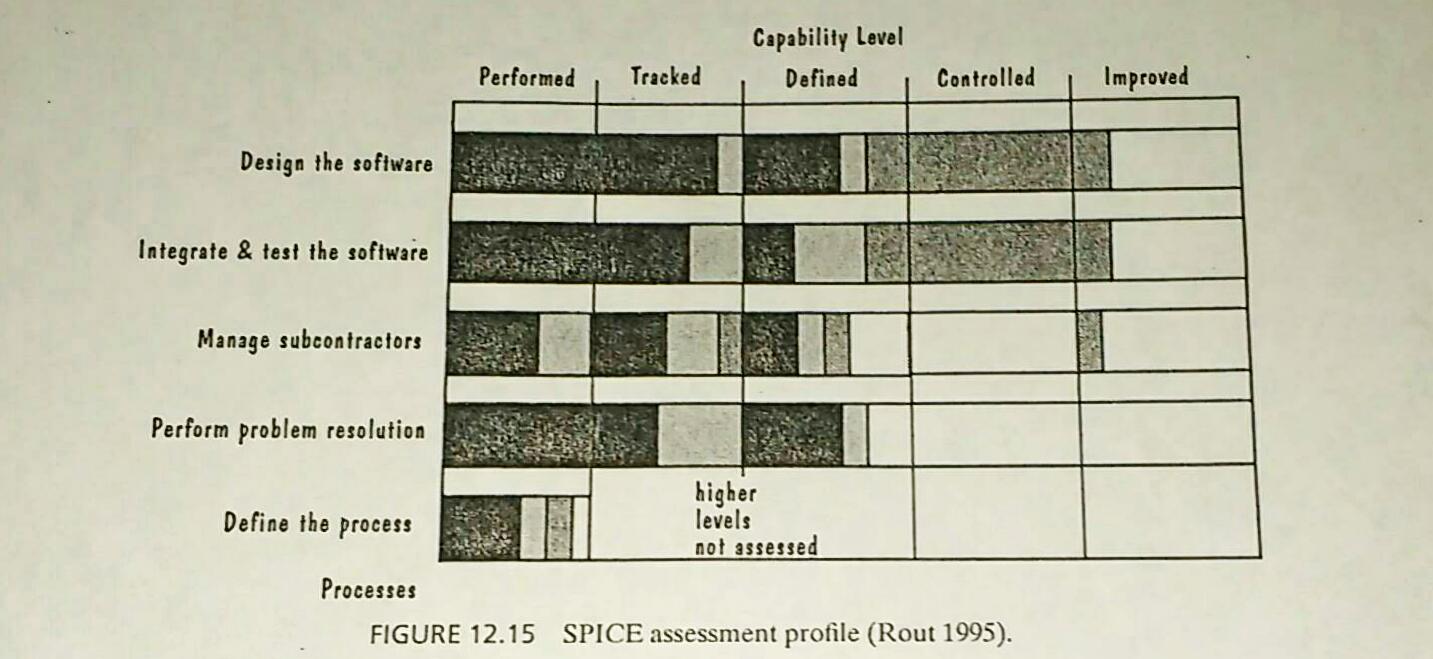 Capability Level
Performed Tracked Defined Controlled Improved
Design the software
Integrate & test the software
Manage subcontractors
Perform problem resolution
Define the process
higher
levels
not assessed
Processes
FIGURE 12.15 SPICE assessment profile (Rout 1995).